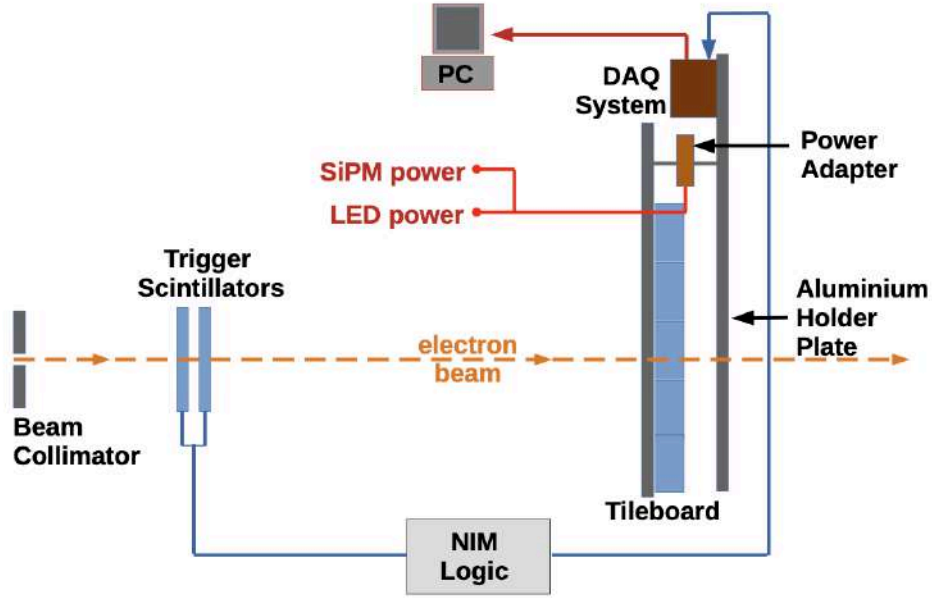 PC
DAQ
System
Power
Adapter
SiPM power
LED power
Trigger
Scintillators
Aluminium
Holder
Plate
electron
beam
Beam
Collimator
Tileboard
NIM
Logic